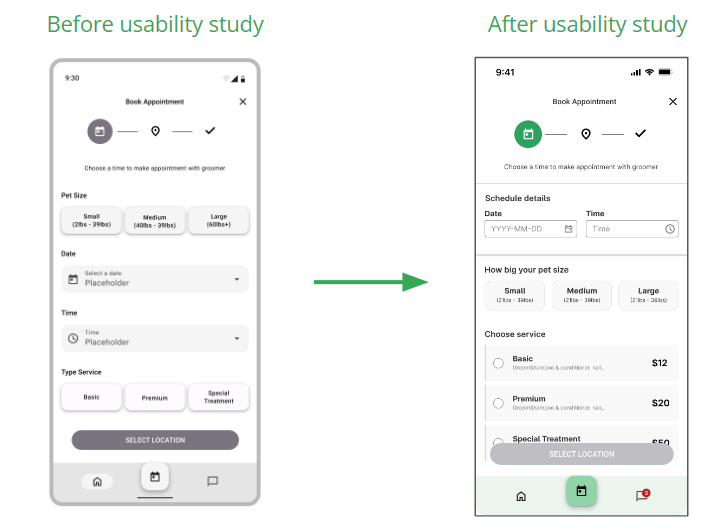 Before usability study
After usability study
9:30
Book Appointment
Choose a time to make appointment with groomer
Pet Size
Small
(2lbs - 39lbs)
Medium
(40lbs - 39lbs)
Large
(60lbs+)
Date
Select a date
Placeholder
Time
Time
Placeholder
Type Service
Basic
Premium
Special
Treatment
SELECT LOCATION
9:41
Book Appointment
Choose a time to make appointment with groomer
Schedule details
Date
Time
YYYY-MM-DD
Time
How big your pet size
Small
(21bs - 39lbs)
Medium
(21bs - 39lbs)
Large
(21bs - 39lbs)
Choose service
Basic
GroomShampoo & conditioner, nail..
$12
Premium
GroomShampoo & conditioner, nail..
$20
Special Treatment
$50
SELECT LOCATION